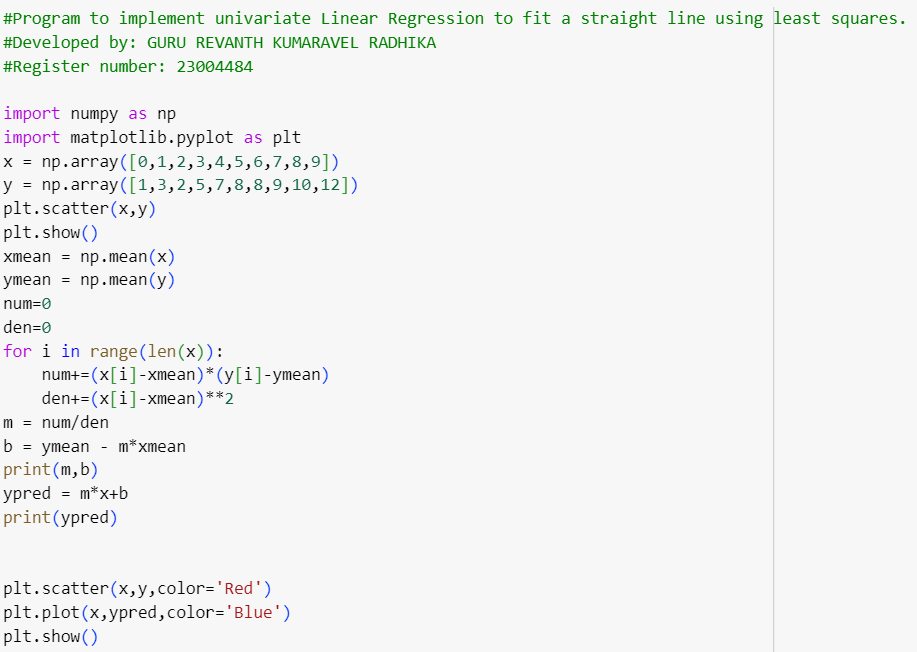 #Program to implement univariate Linear Regression to fit a straight line using least squares.
#Developed by: GURU REVANTH KUMARAVEL RADHIKA
#Register number: 23004484
import numpy as np
import matplotlib.pyplot as plt
x = np.array([0,1,2,3,4,5,6,7,8,9])
y = np.array([1,3,2,5,7,8,8,9,10,12])
plt.scatter(x,y)
plt.show()
xmean = np.mean(x)
ymean = np.mean(y)
num=0
den=0
for i in range(len(x)):
    num+=(x[i]-xmean)*(y[i]-ymean)
    den+=(x[i]-xmean)**2
m = num/den
b = ymean - m*xmean
print(m,b)
ypred = m*x+b
print(ypred)
plt.scatter(x,y,color='Red')
plt.plot(x,ypred,color='Blue')
plt.show()